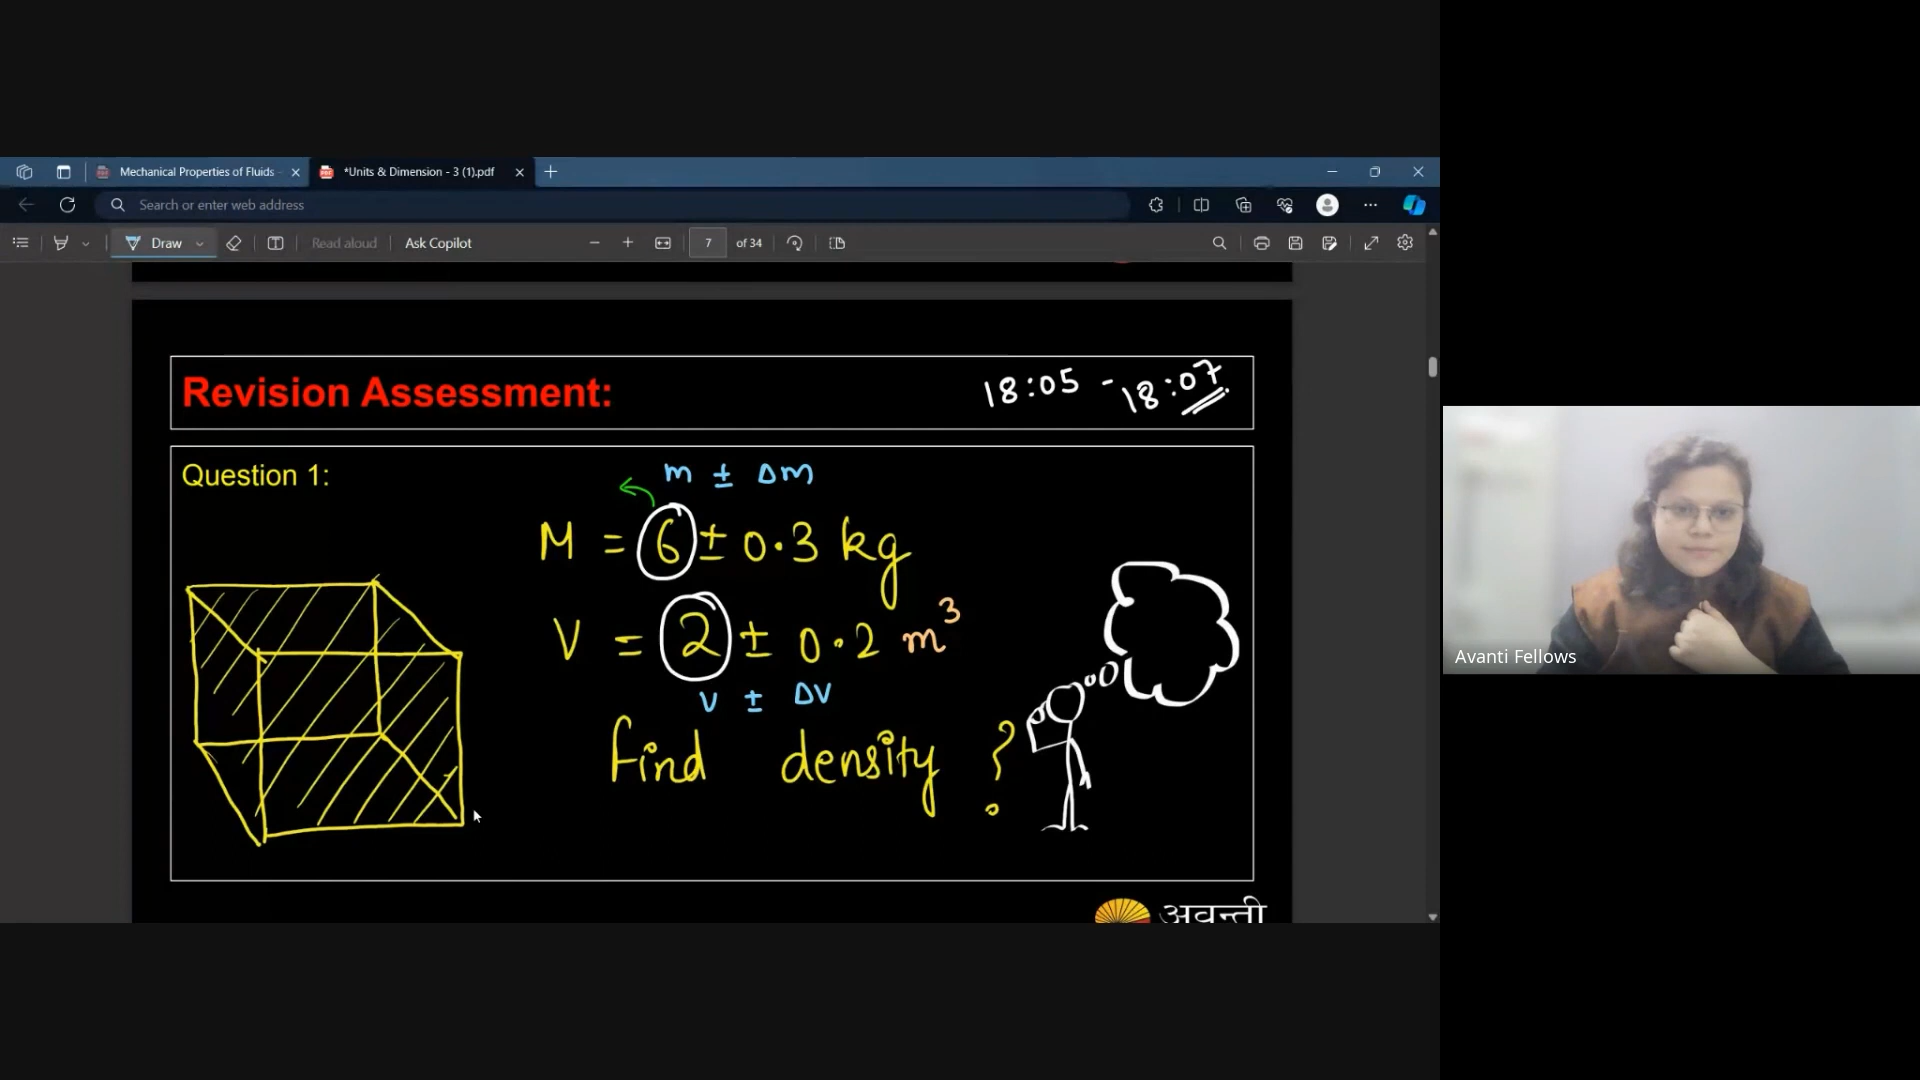 Mechanical Properties of Fluids -
*Units & Dimension - 3 (1).pdf
Search or enter web address
Draw
Read aloud
Ask Copilot
7
of 34
Revision Assessment:
18:05 - 18:07
Question 1:
m ± Δm
M = 6 ± 0.3 kg
V = 2 ± 0.2 m³
V ± ΔV
Find density ?
अवन्ती
Avanti Fellows